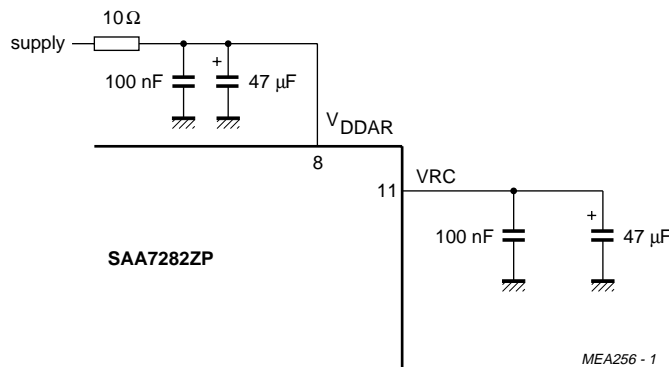 10Ω
supply
100 nF
+
47 μF
VDDAR
8
11
VRC
+
100 nF
47 μF
SAA7282ZP
MEA256 - 1